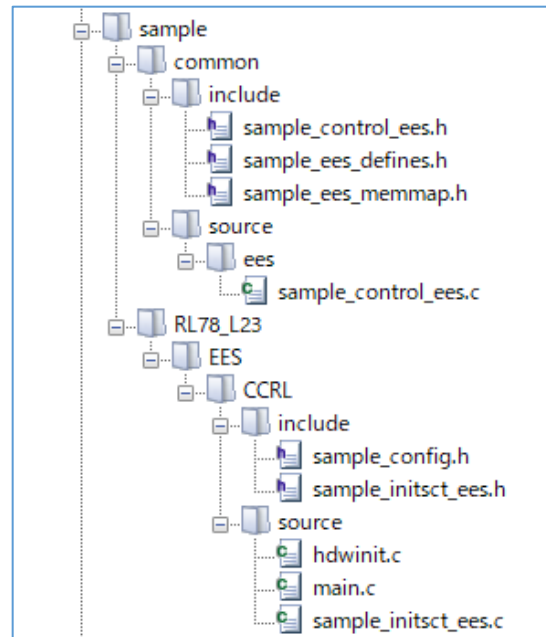 sample
common
include
sample_control_ees.h
sample_ees_defines.h
sample_ees_memmap.h
source
ees
sample_control_ees.c
RL78_L23
EES
CCRL
include
sample_config.h
sample_initsct_ees.h
source
hdwinit.c
main.c
sample_initsct_ees.c